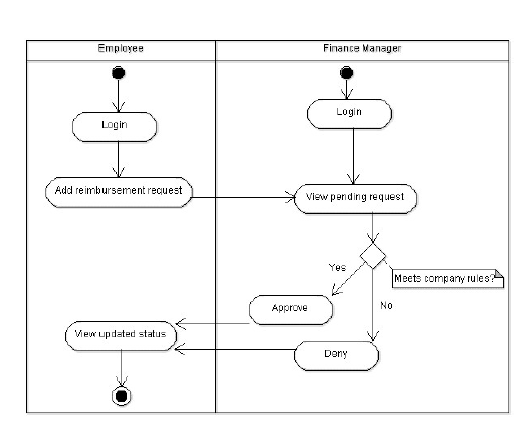 Employee
Finance Manager
Login
Login
Add reimbursement request
View pending request
Yes
Meets company rules?
No
Approve
View updated status
Deny